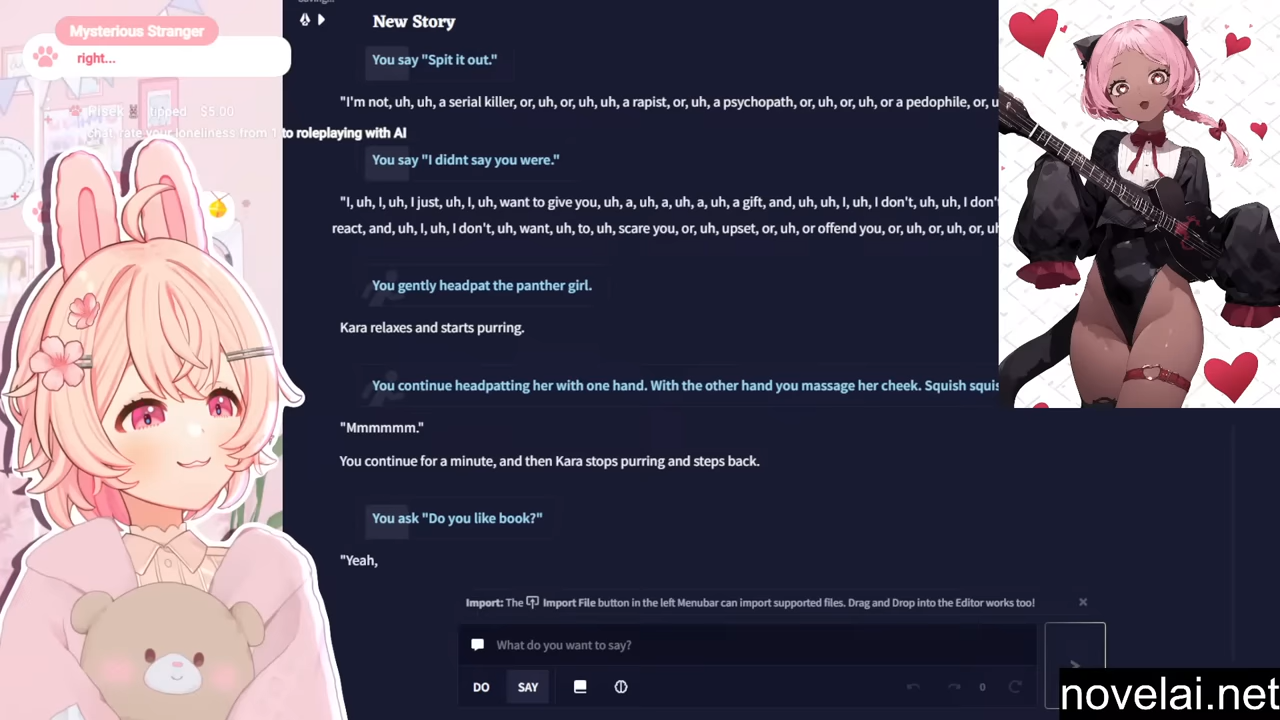 Mysterious Stranger
right...
Risek tipped $5.00
chat rate your loneliness from 1 to roleplaying with AI
Saving...
New Story
You say "Spit it out."
"I'm not, uh, uh, a serial killer, or, uh, or, uh, uh, a rapist, or, uh, a psychopath, or, uh, or, uh, or a pedophile, or, u
You say "I didnt say you were."
"I, uh, I, uh, I just, uh, I, uh, want to give you, uh, a, uh, a, uh, a, uh, a gift, and, uh, uh, I, uh, I don't, uh, uh, I don'
react, and, uh, I, uh, I don't, uh, want, uh, to, uh, scare you, or, uh, upset, or, uh, or offend you, or, uh, or, uh, or, uh
You gently headpat the panther girl.
Kara relaxes and starts purring.
You continue headpatting her with one hand. With the other hand you massage her cheek. Squish squis
"Mmmmmm."
You continue for a minute, and then Kara stops purring and steps back.
You ask "Do you like book?"
"Yeah,
Import: The Import File button in the left Menubar can import supported files. Drag and Drop into the Editor works too!
What do you want to say?
DO SAY 0
novelai.net